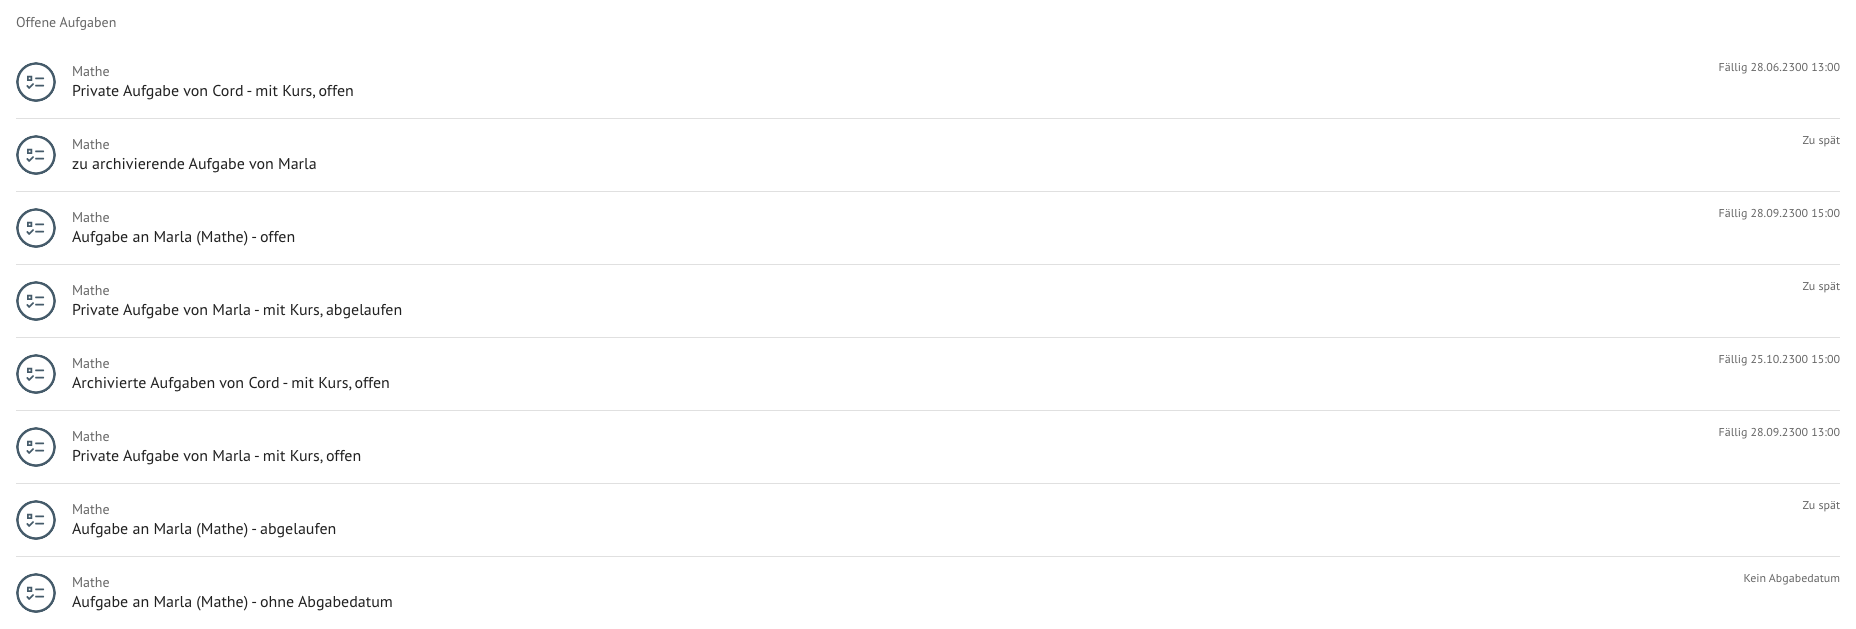 Offene Aufgaben
Mathe
Fällig 28.06.2300 13:00
Private Aufgabe von Cord - mit Kurs, offen
Mathe
Zu spät
zu archivierende Aufgabe von Marla
Mathe
Fällig 28.09.2300 15:00
Aufgabe an Marla (Mathe) - offen
Mathe
Zu spät
Private Aufgabe von Marla - mit Kurs, abgelaufen
Mathe
Fällig 25.10.2300 15:00
Archivierte Aufgaben von Cord - mit Kurs, offen
Mathe
Fällig 28.09.2300 13:00
Private Aufgabe von Marla - mit Kurs, offen
Mathe
Zu spät
Aufgabe an Marla (Mathe) - abgelaufen
Mathe
Kein Abgabedatum
Aufgabe an Marla (Mathe) - ohne Abgabedatum